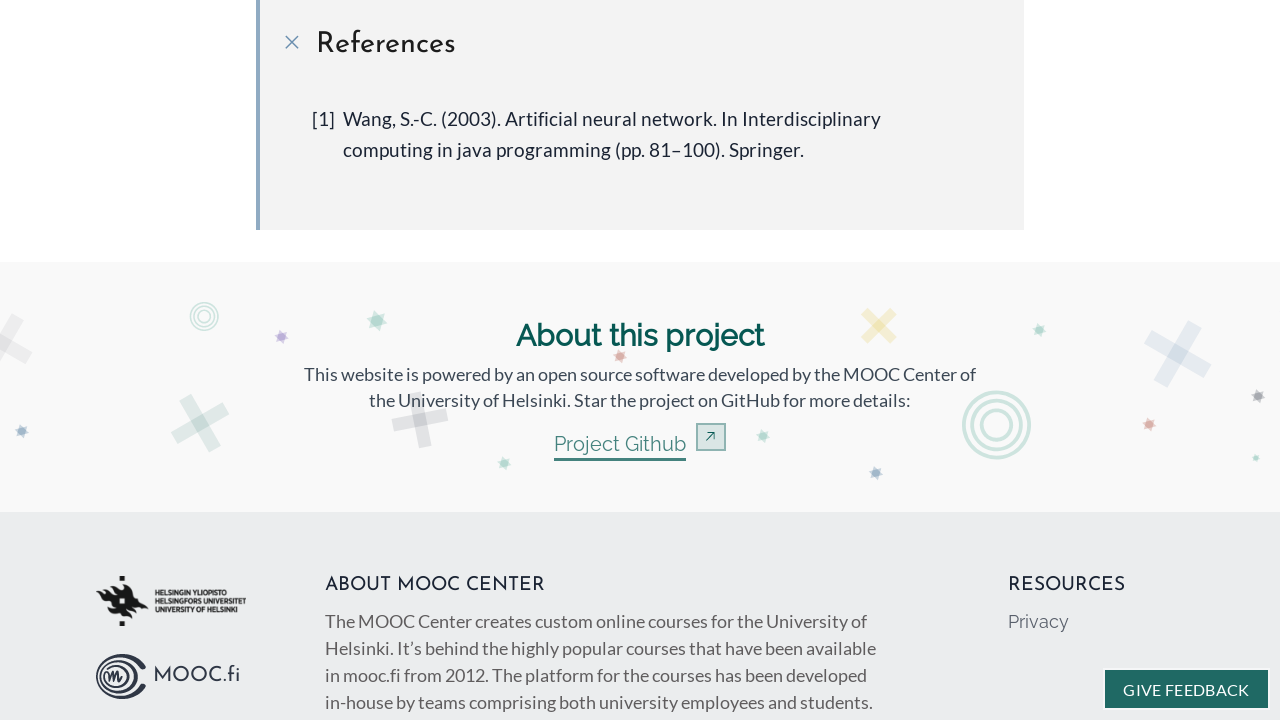 References
[1] Wang, S.-C. (2003). Artificial neural network. In Interdisciplinary
computing in java programming (pp. 81–100). Springer.
About this project
This website is powered by an open source software developed by the MOOC Center of
the University of Helsinki. Star the project on GitHub for more details:
Project Github
HELSINGIN YLIOPISTO
HELSINGFORS UNIVERSITET
UNIVERSITY OF HELSINKI
MOOC.fi
ABOUT MOOC CENTER
The MOOC Center creates custom online courses for the University of
Helsinki. It’s behind the highly popular courses that have been available
in mooc.fi from 2012. The platform for the courses has been developed
in-house by teams comprising both university employees and students.
RESOURCES
Privacy
GIVE FEEDBACK